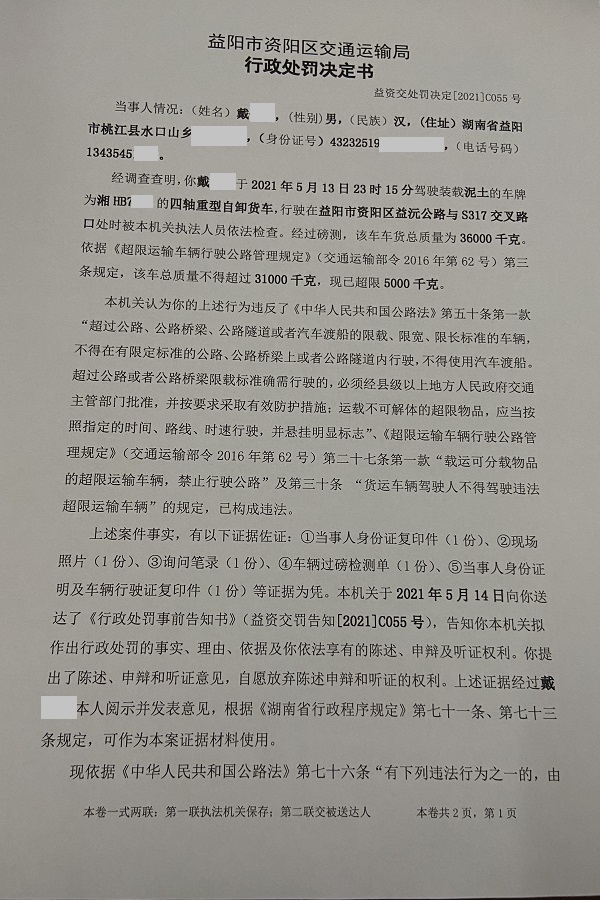 益阳市资阳区交通运输局
行政处罚决定书
益资交处罚决定[2021]C055 号
当事人情况：（姓名）戴 ，（性别）男，（民族）汉，（住址）湖南省益阳
市桃江县水口山乡 ，（身份证号）43232519 ，（电话号码）
1343545 。
经调查查明，你戴 于 2021 年 5 月 13 日 23 时 15 分驾驶装载泥土的车牌
为湘 HB7 的四轴重型自卸货车，行驶在益阳市资阳区益沅公路与 S317 交叉路
口处时被本机关执法人员依法检查。经过磅测，该车车货总质量为 36000 千克。
依据《超限运输车辆行驶公路管理规定》（交通运输部令 2016 年第 62 号）第三
条规定，该车总质量不得超过 31000 千克，现已超限 5000 千克。
本机关认为你的上述行为违反了《中华人民共和国公路法》第五十条第一款
“超过公路、公路桥梁、公路隧道或者汽车渡船的限载、限宽、限长标准的车辆，
不得在有限定标准的公路、公路桥梁上或者公路隧道内行驶，不得使用汽车渡船。
超过公路或者公路桥梁限载标准确需行驶的，必须经县级以上地方人民政府交通
主管部门批准，并按要求采取有效防护措施；运载不可解体的超限物品，应当按
照指定的时间、路线、时速行驶，并悬挂明显标志”、《超限运输车辆行驶公路管
理规定》（交通运输部令 2016 年第 62 号）第二十七条第一款“载运可分载物品
的超限运输车辆，禁止行驶公路”及第三十条 “货运车辆驾驶人不得驾驶违法
超限运输车辆”的规定，已构成违法。
上述案件事实，有以下证据佐证：①当事人身份证复印件（1 份）、②现场
照片（1 份）、③询问笔录（1 份）、④车辆过磅检测单（1 份）、⑤当事人身份证
明及车辆行驶证复印件（1 份）等证据为凭。本机关于 2021 年 5 月 14 日向你送
达了《行政处罚事前告知书》（益资交罚告知[2021]C055 号），告知你本机关拟
作出行政处罚的事实、理由、依据及你依法享有的陈述、申辩及听证权利。你提
出了陈述、申辩和听证意见，自愿放弃陈述申辩和听证的权利。上述证据经过戴
本人阅示并发表意见，根据《湖南省行政程序规定》第七十一条、第七十三
条规定，可作为本案证据材料使用。
现依据《中华人民共和国公路法》第七十六条“有下列违法行为之一的，由
本卷一式两联：第一联执法机关保存；第二联交被送达人 本卷共 2 页，第 1 页